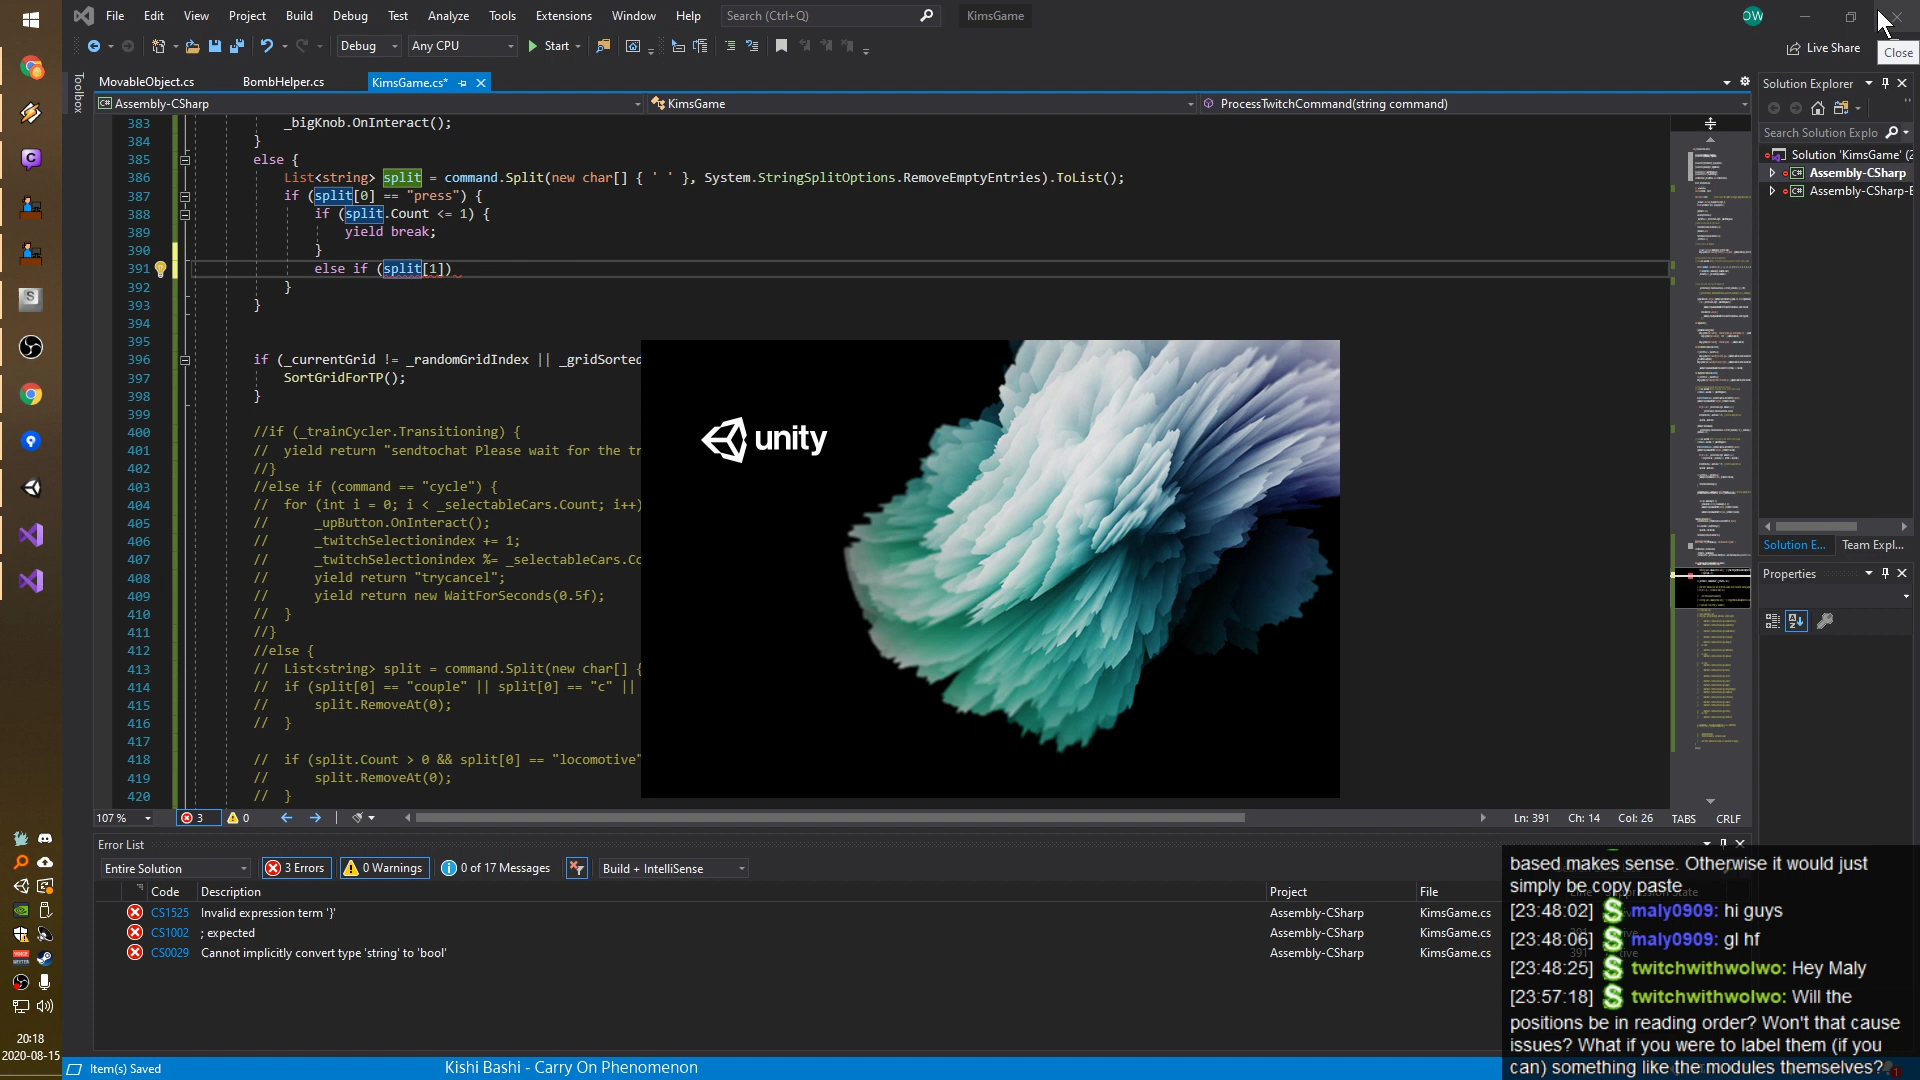 File Edit View Project Build Debug Test Analyze Tools Extensions Window Help Search (Ctrl+Q) KimsGame OW
Debug Any CPU Start Live Share Close
Toolbox
MovableObject.cs BombHelper.cs KimsGame.cs*
Assembly-CSharp KimsGame ProcessTwitchCommand(string command)
383 _bigKnob.OnInteract();
384 }
385 else {
386 List<string> split = command.Split(new char[] { ' ' }, System.StringSplitOptions.RemoveEmptyEntries).ToList();
387 if (split[0] == "press") {
388 if (split.Count <= 1) {
389 yield break;
390 }
391 else if (split[1])
392 }
393 }
394
395
396 if (_currentGrid != _randomGridIndex || _gridSorted
397 SortGridForTP();
398 }
399
400 //if (_trainCycler.Transitioning) {
401 // yield return "sendtochat Please wait for the tr
402 //}
403 //else if (command == "cycle") {
404 // for (int i = 0; i < _selectableCars.Count; i++)
405 // _upButton.OnInteract();
406 // _twitchSelectionindex += 1;
407 // _twitchSelectionindex %= _selectableCars.Co
408 // yield return "trycancel";
409 // yield return new WaitForSeconds(0.5f);
410 // }
411 //}
412 //else {
413 // List<string> split = command.Split(new char[] {
414 // if (split[0] == "couple" || split[0] == "c" ||
415 // split.RemoveAt(0);
416 // }
417
418 // if (split.Count > 0 && split[0] == "locomotive"
419 // split.RemoveAt(0);
420 // }
unity
107 % 3 0 Ln: 391 Ch: 14 Col: 26 TABS CRLF
Solution Explorer
Search Solution Explo
Solution 'KimsGame' (2
Assembly-CSharp
Assembly-CSharp-E
Solution E... Team Expl...
Properties
Error List
Entire Solution 3 Errors 0 Warnings 0 of 17 Messages Build + IntelliSense
Code Description Project File
CS1525 Invalid expression term '}' Assembly-CSharp KimsGame.cs
CS1002 ; expected Assembly-CSharp KimsGame.cs
CS0029 Cannot implicitly convert type 'string' to 'bool' Assembly-CSharp KimsGame.cs
based makes sense. Otherwise it would just
simply be copy paste
[23:48:02] maly0909: hi guys
[23:48:06] maly0909: gl hf
[23:48:25] twitchwithwolwo: Hey Maly
[23:57:18] twitchwithwolwo: Will the
positions be in reading order? Won't that cause
issues? What if you were to label them (if you
can) something like the modules themselves?
20:18
2020-08-15
Item(s) Saved Kishi Bashi - Carry On Phenomenon